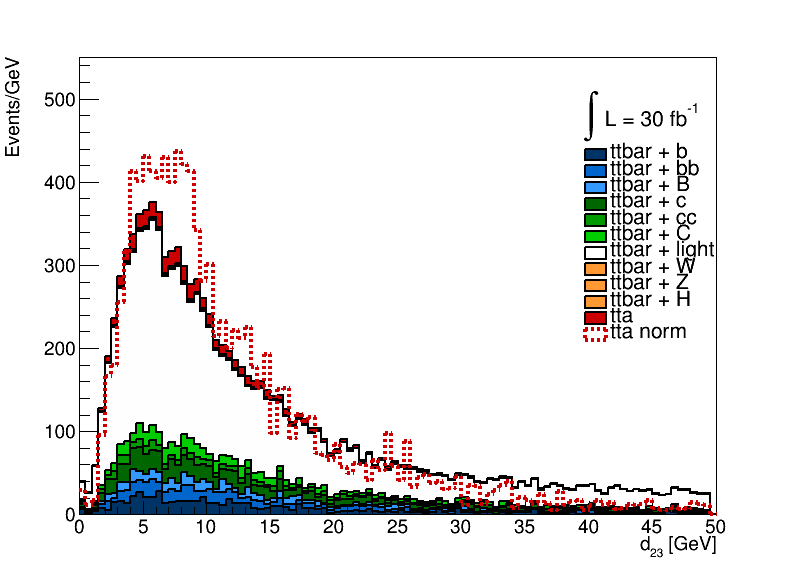 Events/GeV
500
400
300
200
100
0
∫ L = 30 fb⁻¹
ttbar + b
ttbar + bb
ttbar + B
ttbar + c
ttbar + cc
ttbar + C
ttbar + light
ttbar + W
ttbar + Z
ttbar + H
tta
tta norm
0 5 10 15 20 25 30 35 40 45 50
d₂₃ [GeV]